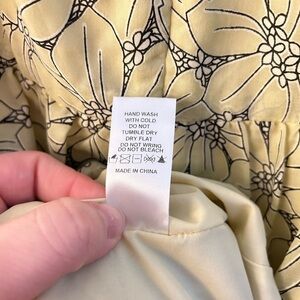 HAND WASH
WITH COLD
DO NOT
TUMBLE DRY
DRY FLAT
DO NOT WRING
DO NOT BLEACH
MADE IN CHINA